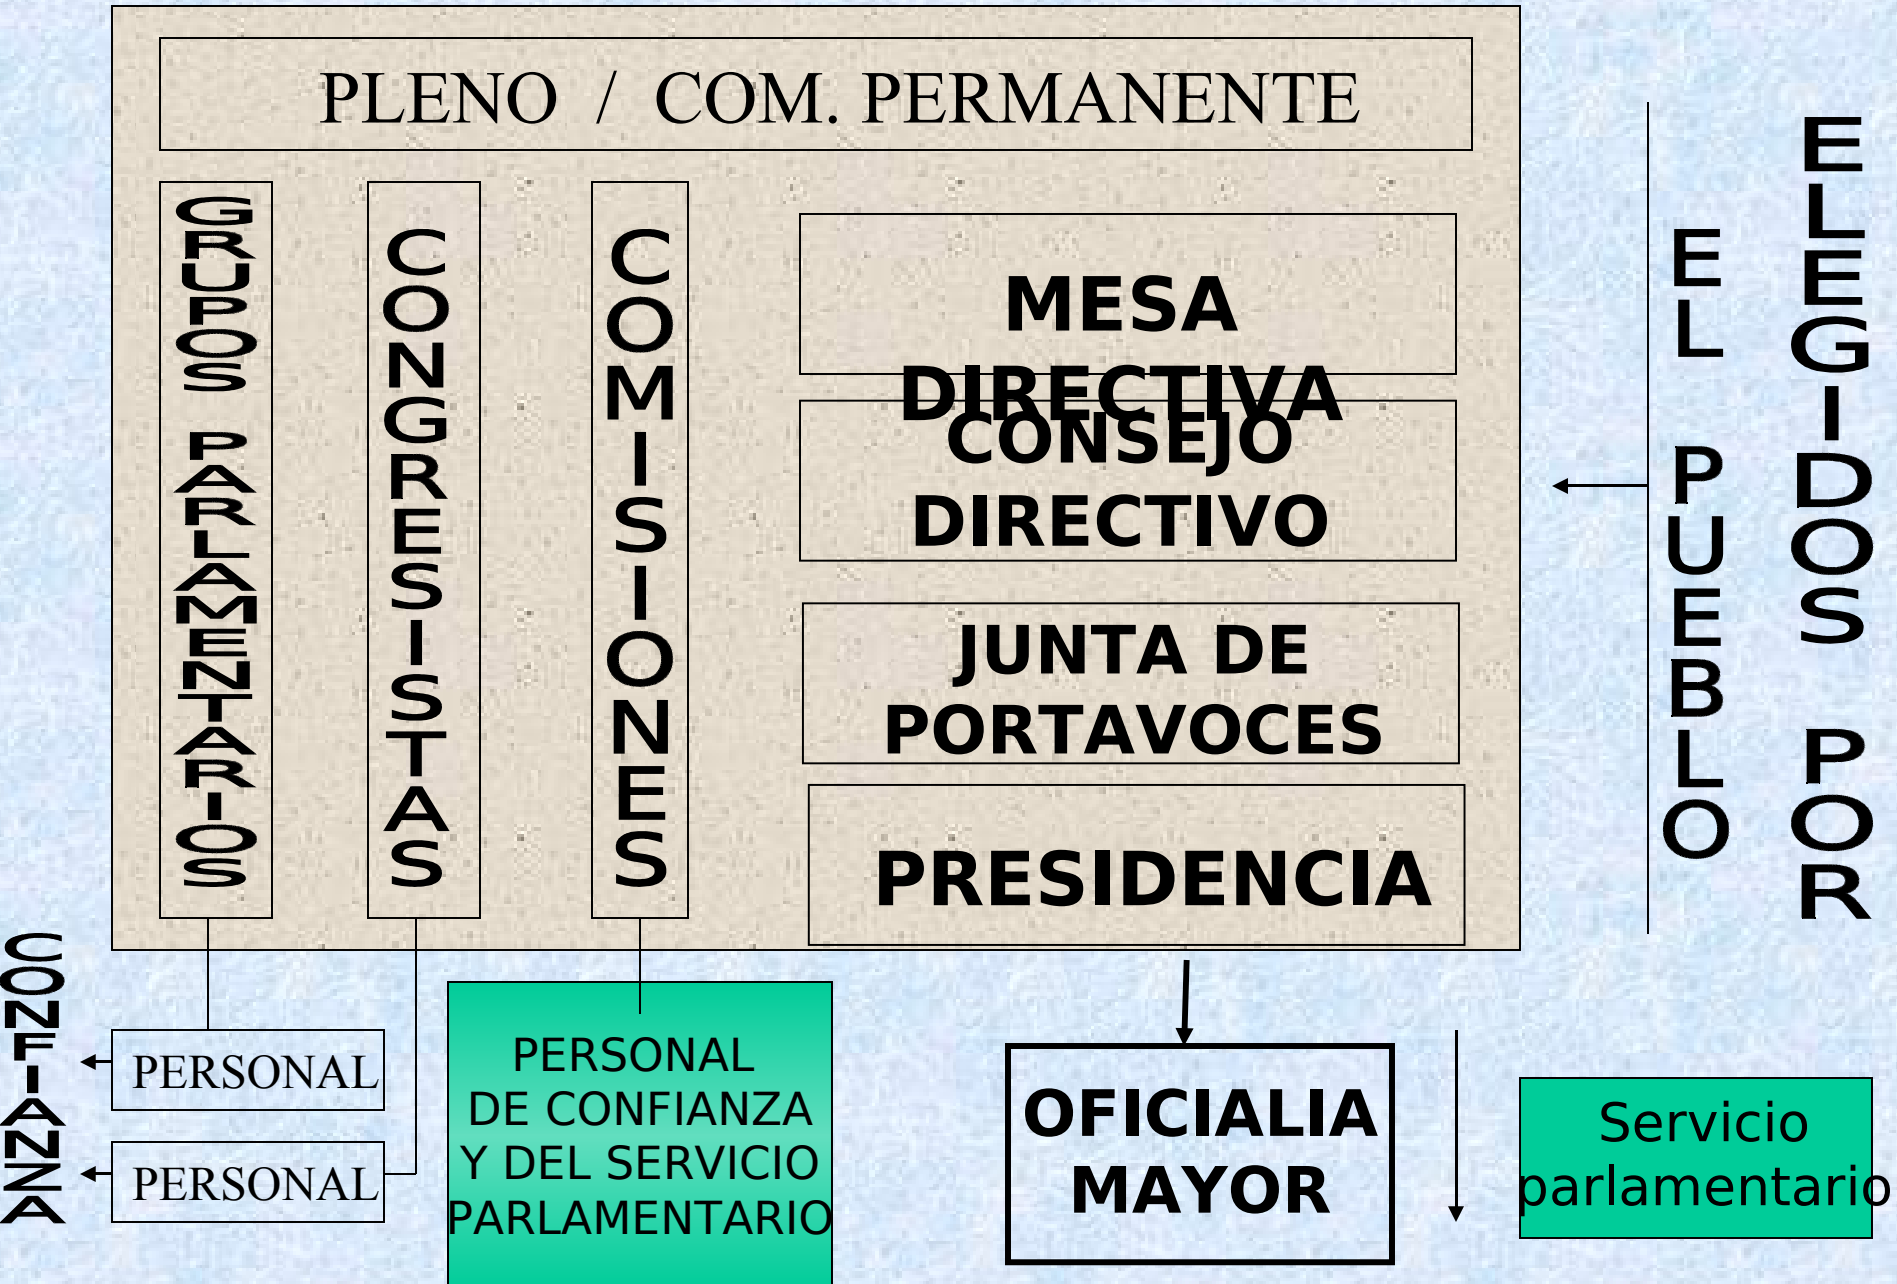 PLENO / COM. PERMANENTE
GRUPOS PARLAMENTARIOS
CONGRESISTAS
COMISIONES
MESA
DIRECTIVA
CONSEJO
DIRECTIVO
JUNTA DE
PORTAVOCES
PRESIDENCIA
ELEGIDOS POR
EL PUEBLO
CONFIANZA
PERSONAL
PERSONAL
PERSONAL
DE CONFIANZA
Y DEL SERVICIO
PARLAMENTARIO
OFICIALIA
MAYOR
Servicio
parlamentario